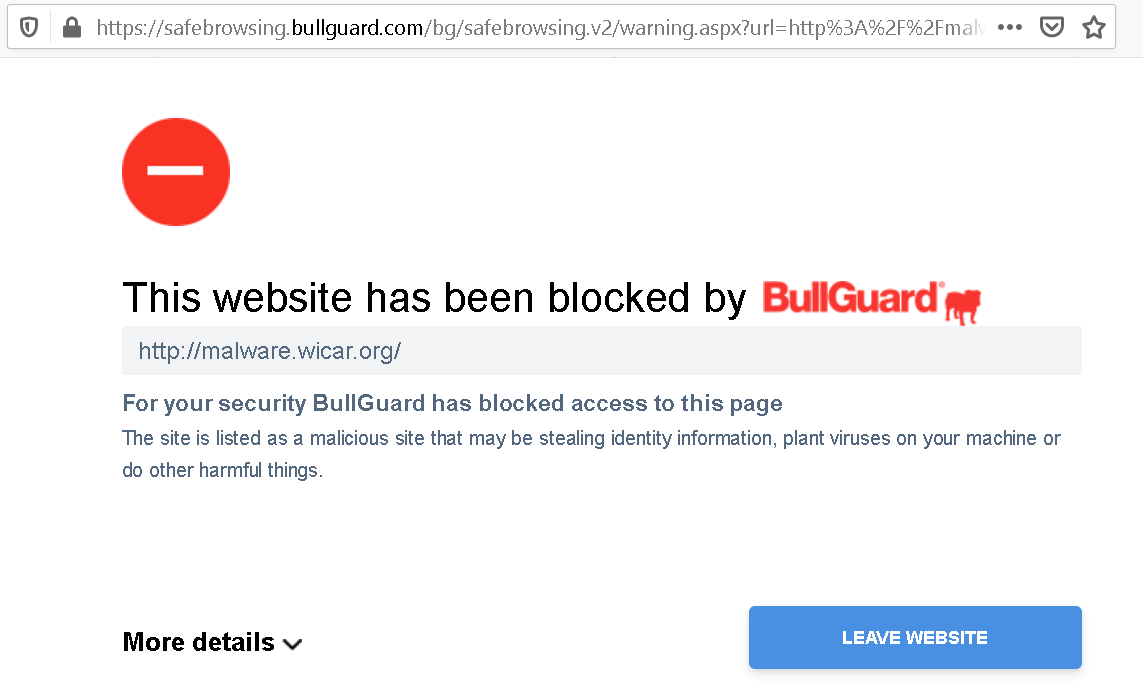 https://safebrowsing.bullguard.com/bg/safebrowsing.v2/warning.aspx?url=http%3A%2F%2Fmalw
This website has been blocked by BullGuard®
http://malware.wicar.org/
For your security BullGuard has blocked access to this page
The site is listed as a malicious site that may be stealing identity information, plant viruses on your machine or
do other harmful things.
More details
LEAVE WEBSITE